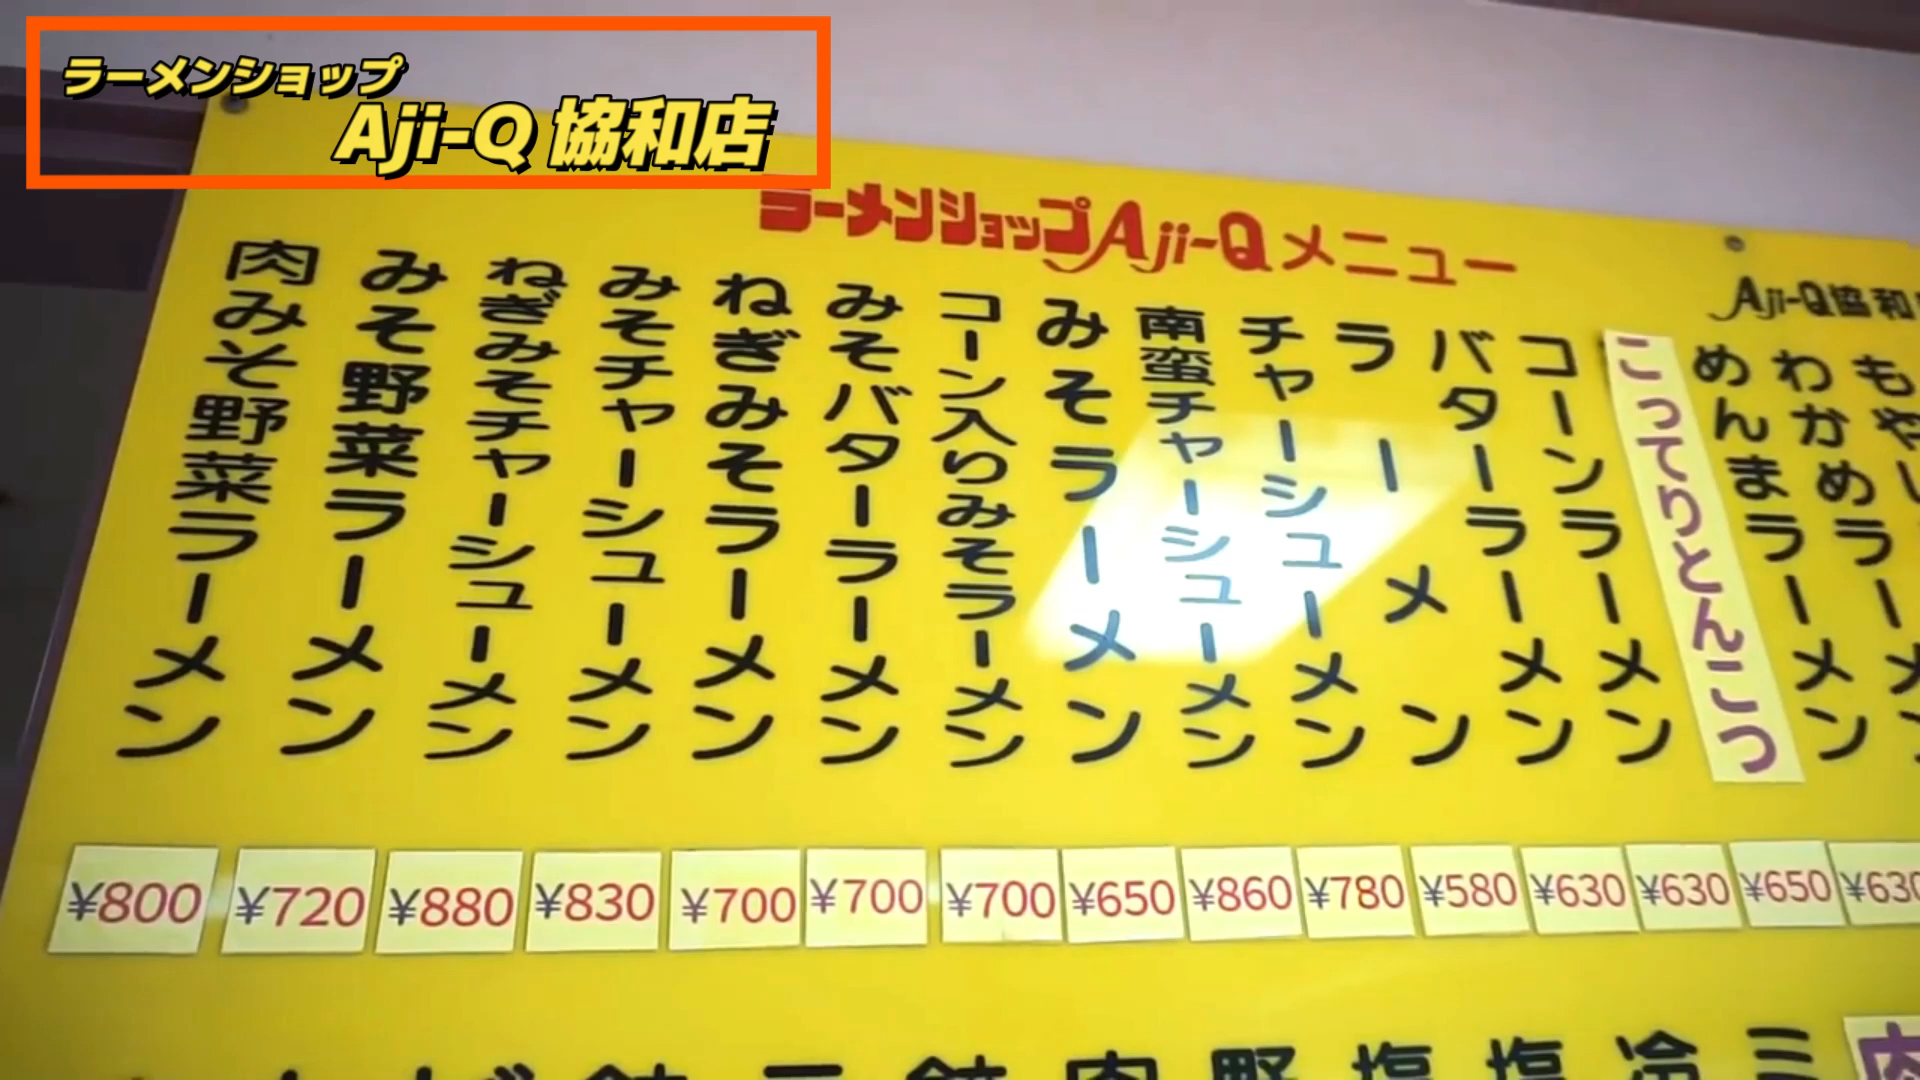 ラーメンショップ
Aji-Q 協和店
ラーメンショップAji-Qメニュー
Aji-Q協和
もやし
わかめラーメン
めんまラーメン
こってりとんこつ
コーンラーメン
バターラーメン
ラーメン
チャーシューメン
南蛮チャーシューメン
みそラーメン
コーン入りみそラーメン
みそバターラーメン
ねぎみそラーメン
みそチャーシューメン
ねぎみそチャーシューメン
みそ野菜ラーメン
肉みそ野菜ラーメン
¥800 ¥720 ¥880 ¥830 ¥700 ¥700 ¥700 ¥650 ¥860 ¥780 ¥580 ¥630 ¥630 ¥650 ¥630
肉 野 塩 塩 冷 三 肉